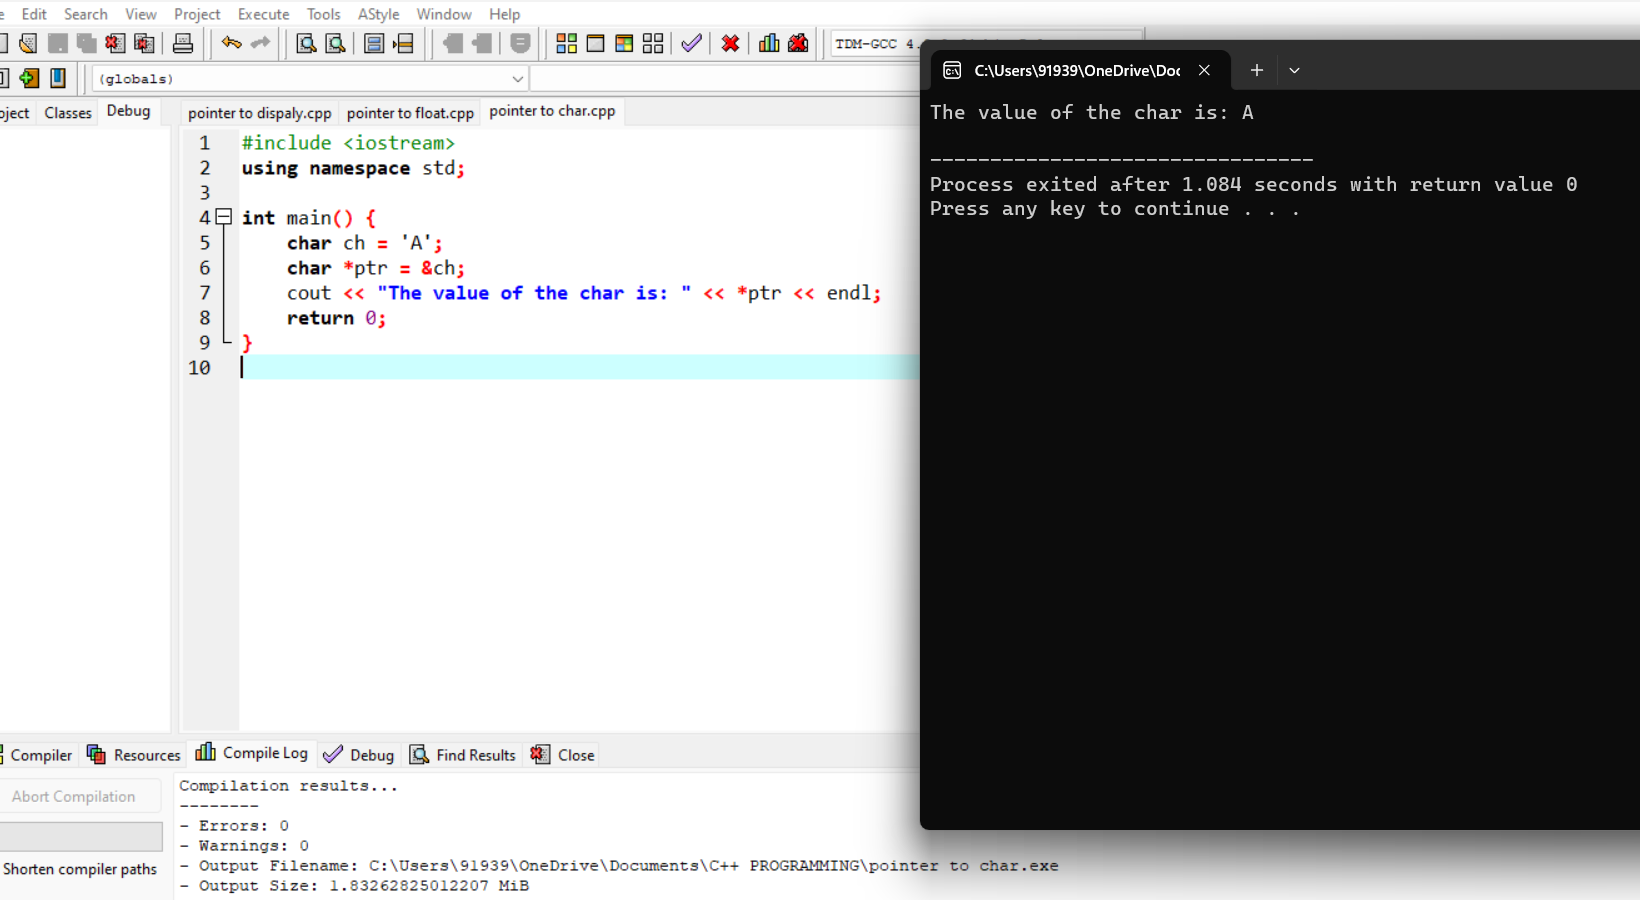 Edit Search View Project Execute Tools AStyle Window Help
TDM-GCC 4.
(globals)
Classes Debug
pointer to dispaly.cpp pointer to float.cpp pointer to char.cpp
1 #include <iostream>
2 using namespace std;
3
4 int main() {
5 char ch = 'A';
6 char *ptr = &ch;
7 cout << "The value of the char is: " << *ptr << endl;
8 return 0;
9 }
10
C:\Users\91939\OneDrive\Doc
The value of the char is: A
--------------------------------
Process exited after 1.084 seconds with return value 0
Press any key to continue . . .
Compiler Resources Compile Log Debug Find Results Close
Abort Compilation
Shorten compiler paths
Compilation results...
--------
- Errors: 0
- Warnings: 0
- Output Filename: C:\Users\91939\OneDrive\Documents\C++ PROGRAMMING\pointer to char.exe
- Output Size: 1.83262825012207 MiB